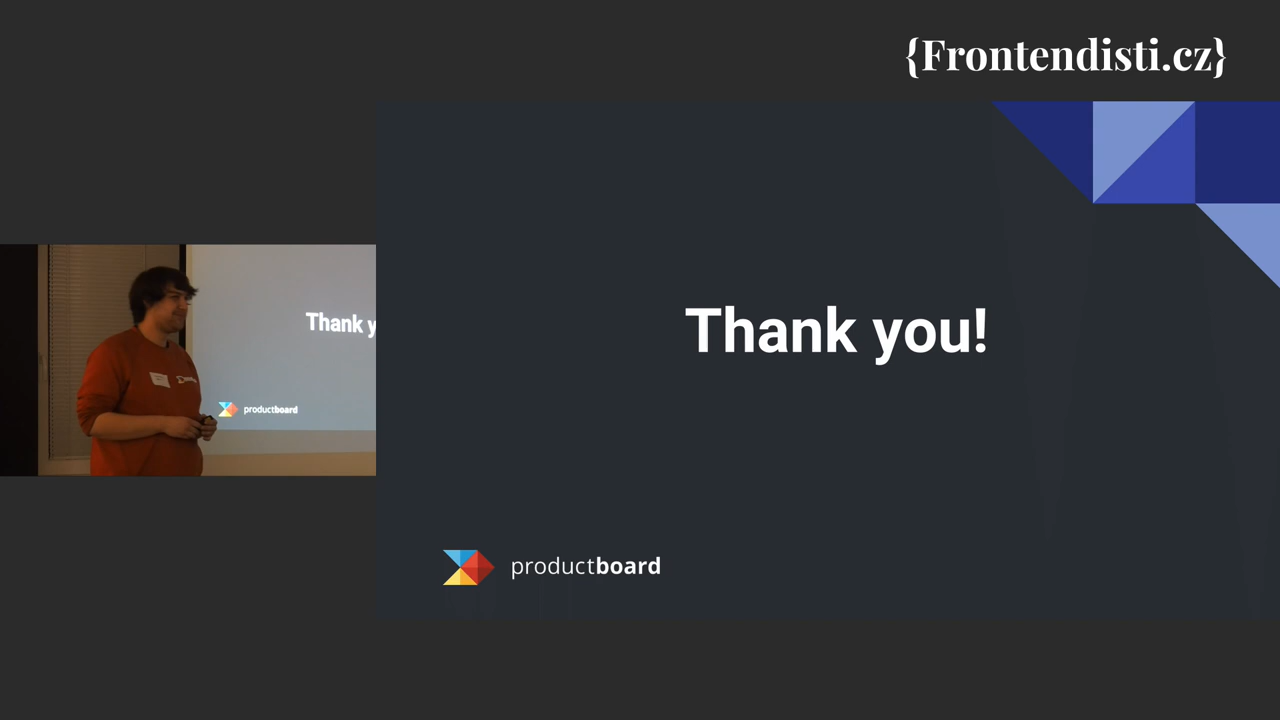 {Frontendisti.cz}
Thank you!
Thank y
productboard
productboard